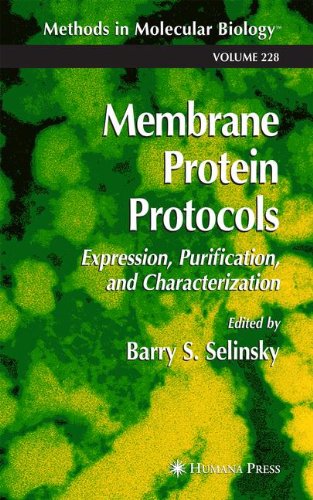 Methods in Molecular Biology™
VOLUME 228
Membrane
Protein
Protocols
Expression, Purification,
and Characterization
Edited by
Barry S. Selinsky
HUMANA PRESS